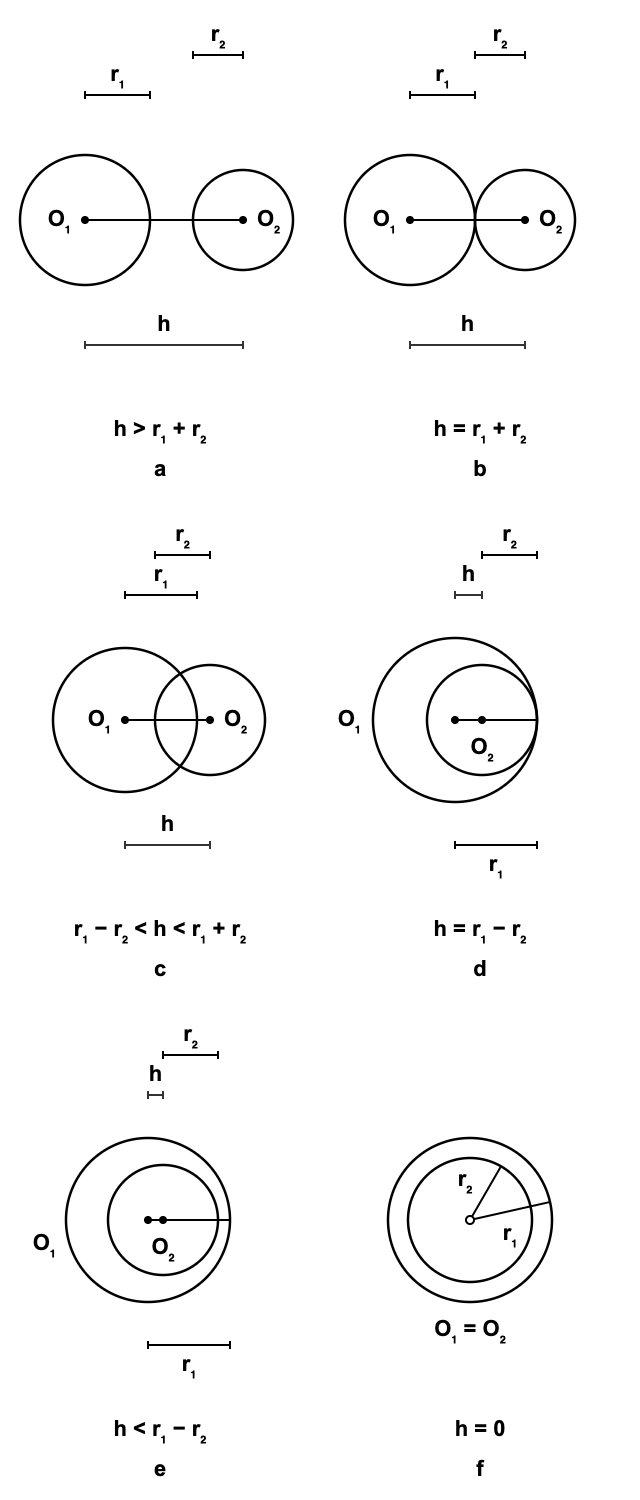 r₂
r₂
r₁
r₁
O₁
O₂
O₁
O₂
h
h
h > r₁ + r₂
h = r₁ + r₂
a
b
r₂
r₂
r₁
h
O₁
O₂
O₁
O₂
h
r₁
r₁ − r₂ < h < r₁ + r₂
h = r₁ − r₂
c
d
r₂
h
r₂
r₁
O₁
O₂
O₁ = O₂
r₁
h < r₁ − r₂
h = 0
e
f